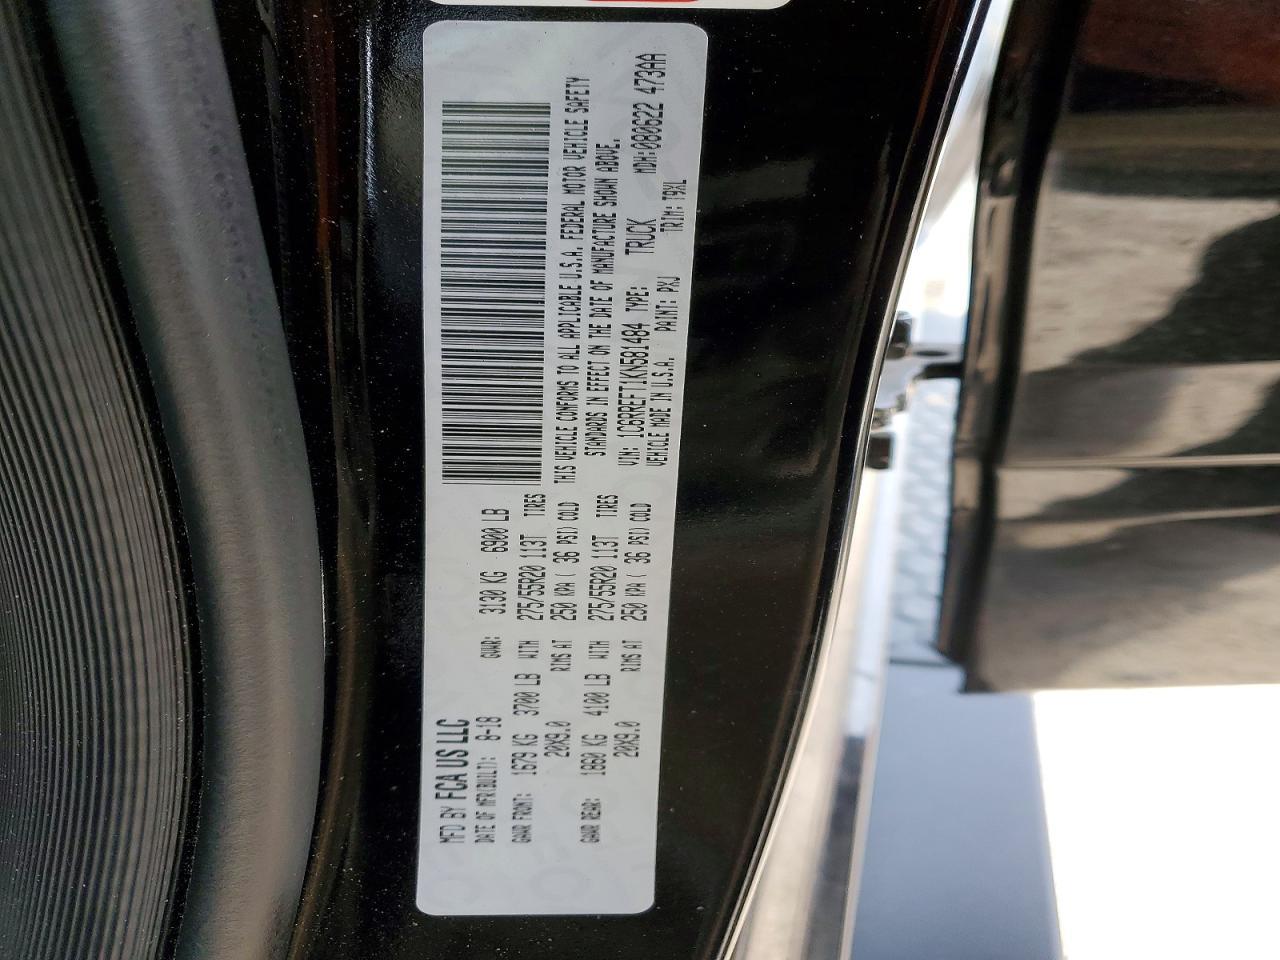 MFD BY FCA US LLC
DATE OF MFR(BUILT): 8-18 GVWR: 3130 KG 6900 LB
GAWR FRONT: 1679 KG 3700 LB WITH 275/55R20 113T TIRES
20X9.0 RIMS AT 250 KPA ( 36 PSI) COLD
GAWR REAR: 1860 KG 4100 LB WITH 275/55R20 113T TIRES
20X9.0 RIMS AT 250 KPA ( 36 PSI) COLD
THIS VEHICLE CONFORMS TO ALL APPLICABLE U.S.A. FEDERAL MOTOR VEHICLE SAFETY
STANDARDS IN EFFECT ON THE DATE OF MANUFACTURE SHOWN ABOVE.
VIN: 1C6RREFT1KN581484 TYPE: TRUCK MDH:080622 473AA
VEHICLE MADE IN U.S.A. PAINT: PXJ TRIM: T9XL